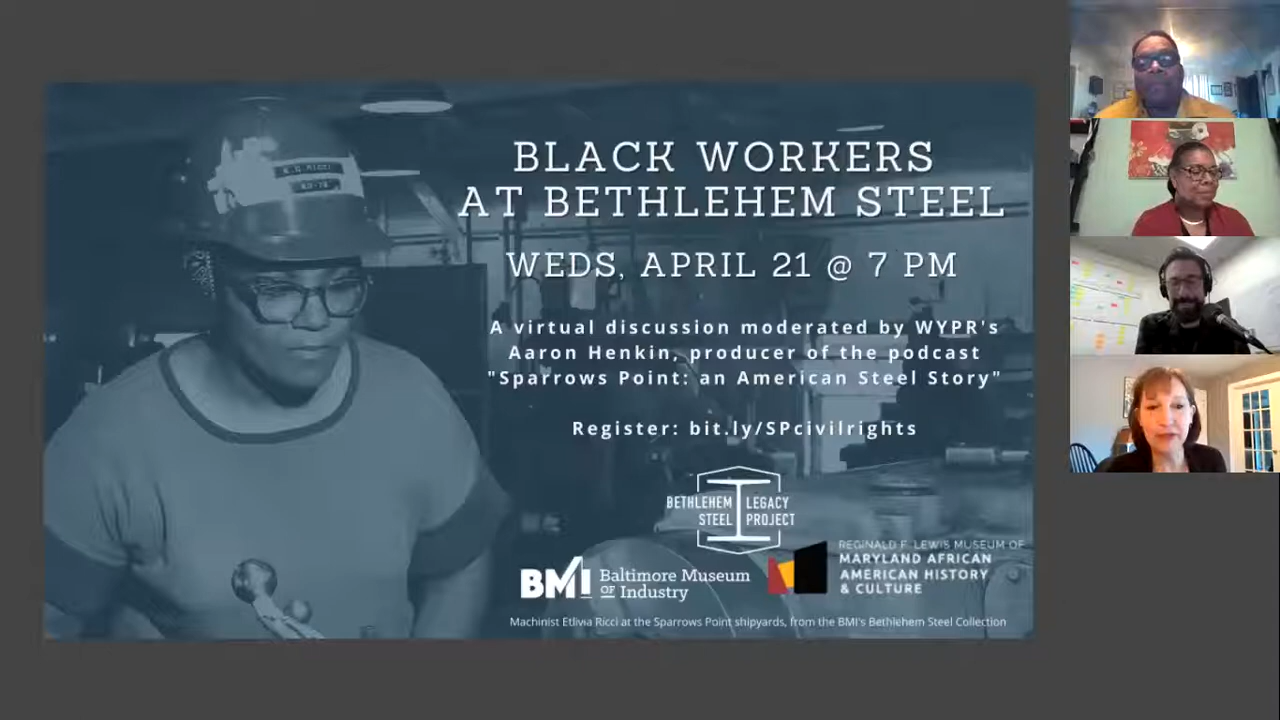 BLACK WORKERS
AT BETHLEHEM STEEL
WEDS, APRIL 21 @ 7 PM
A virtual discussion moderated by WYPR's
Aaron Henkin, producer of the podcast
"Sparrows Point: an American Steel Story"
Register: bit.ly/SPcivilrights
BETHLEHEM LEGACY
STEEL PROJECT
BMI Baltimore Museum
OF Industry
REGINALD F. LEWIS MUSEUM OF
MARYLAND AFRICAN
AMERICAN HISTORY
& CULTURE
Machinist Etlivia Ricci at the Sparrows Point shipyards, from the BMI's Bethlehem Steel Collection